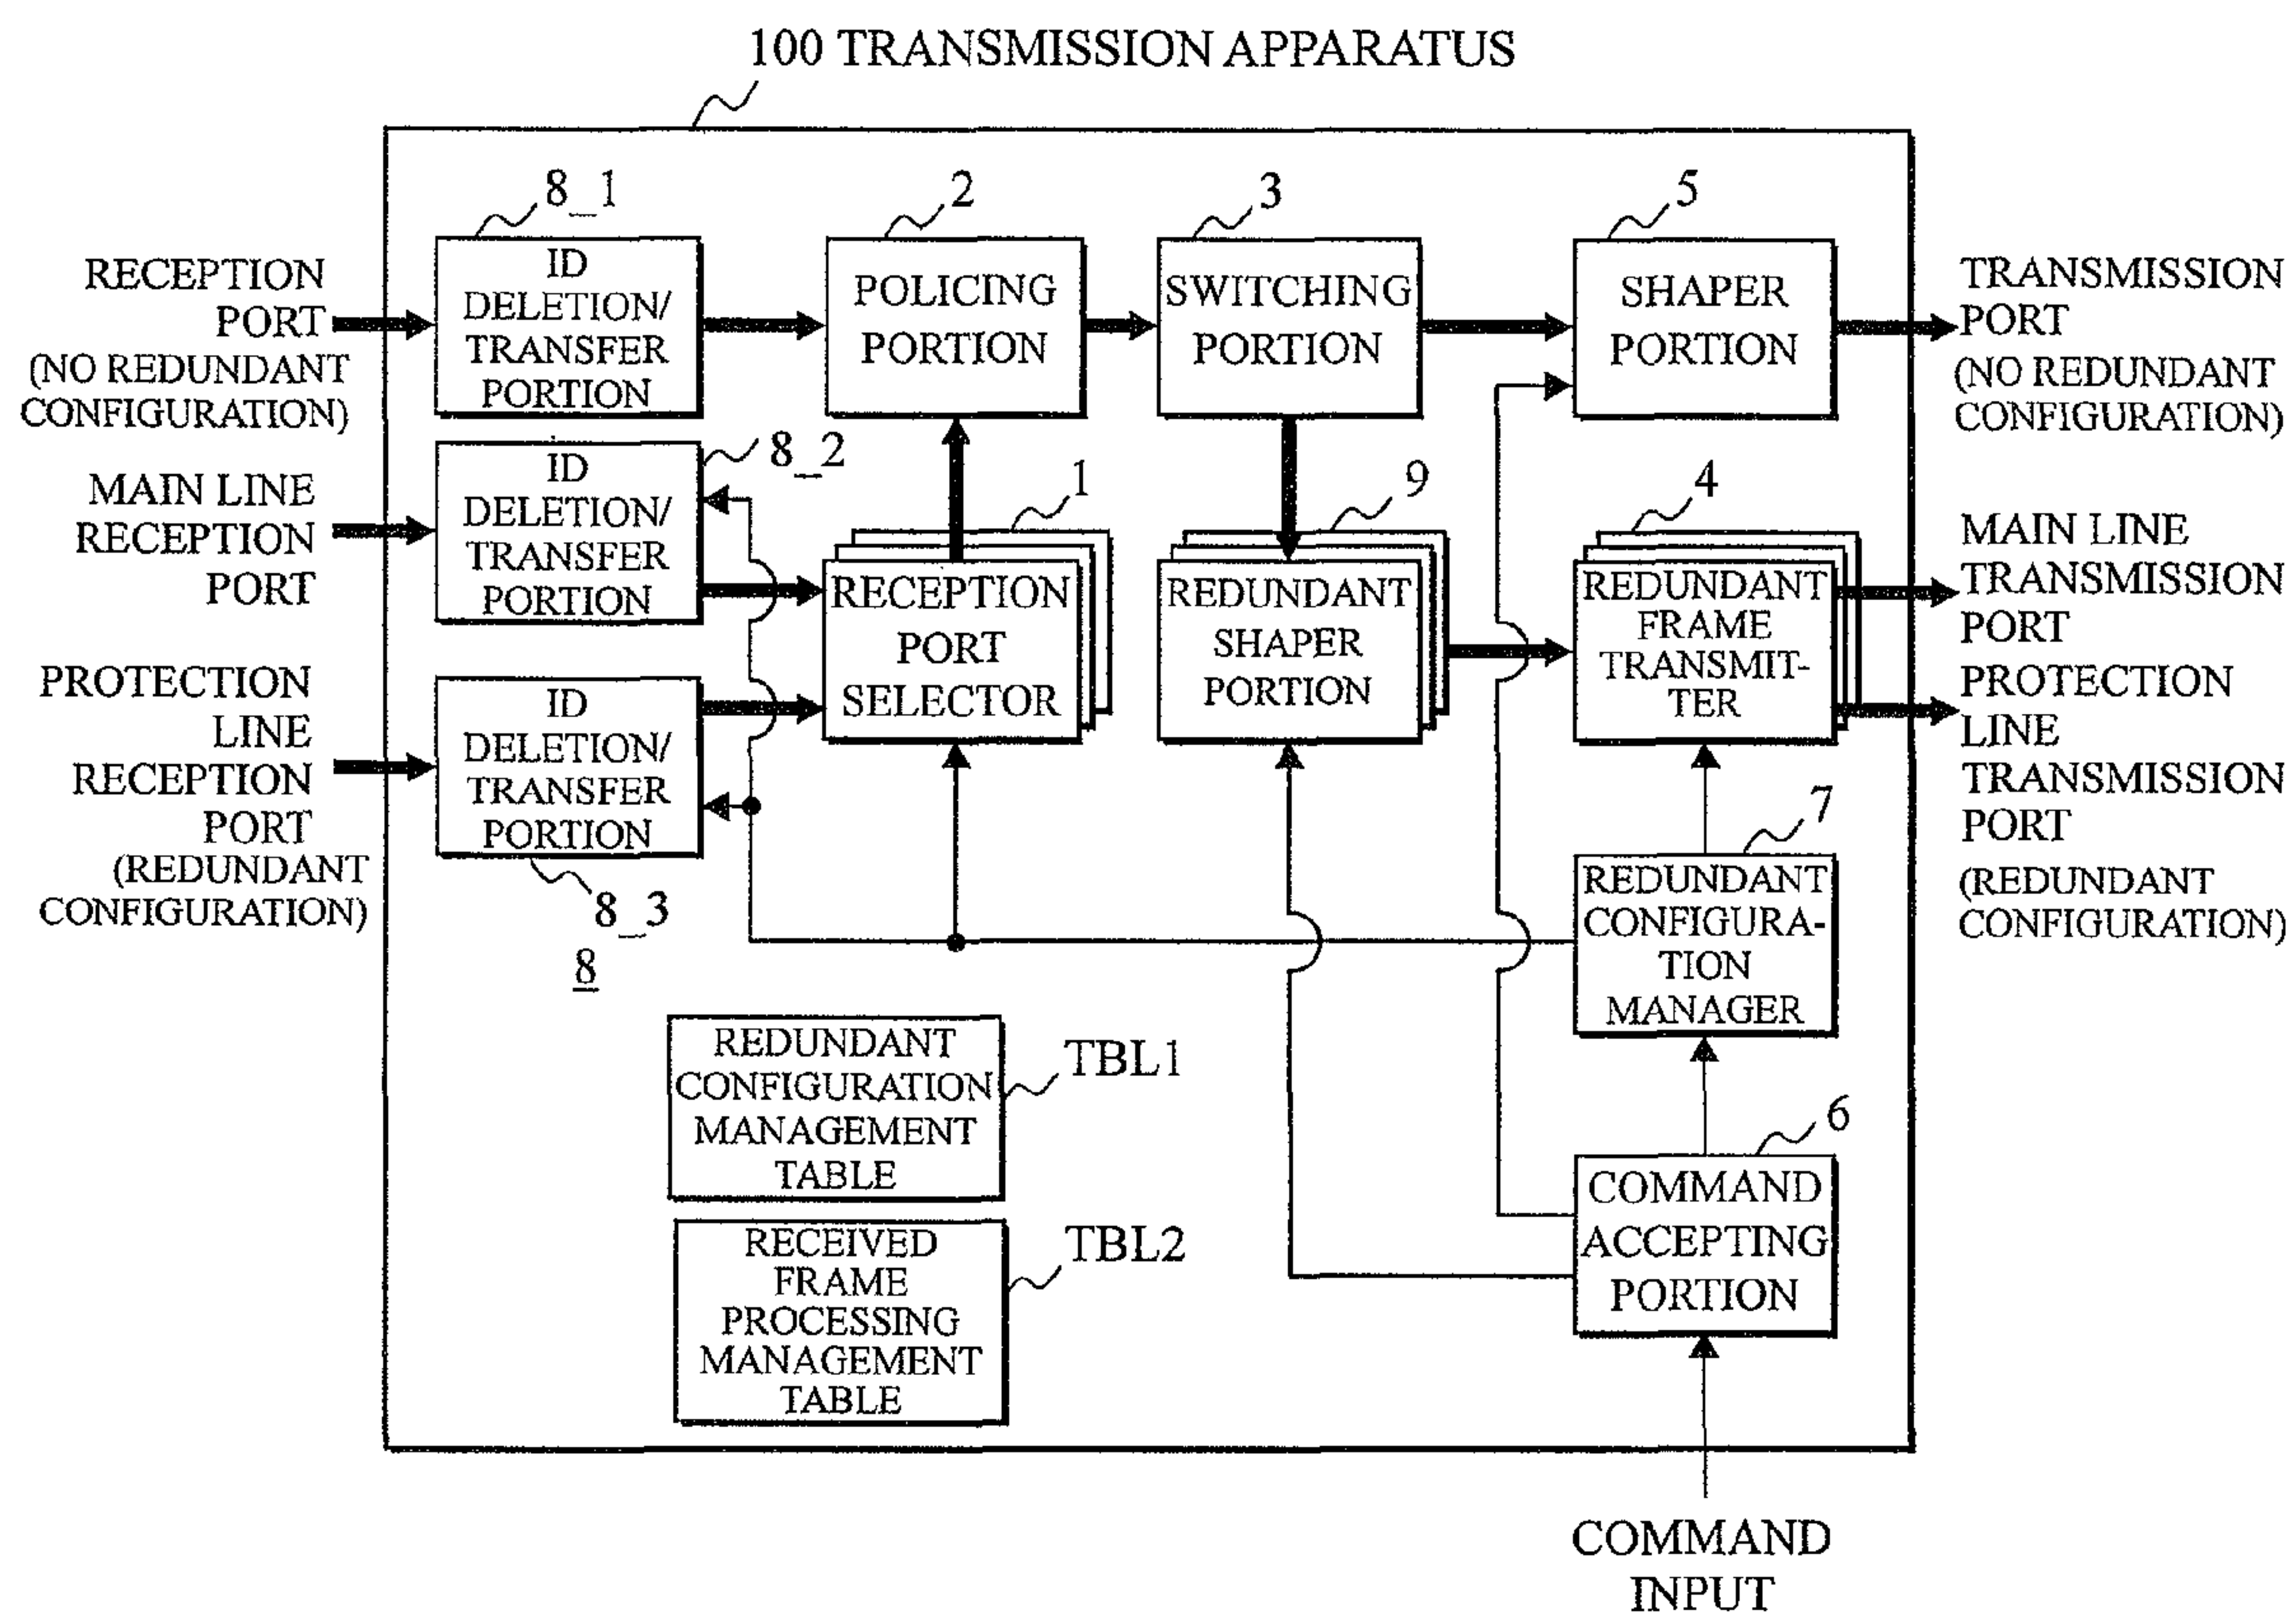 100 TRANSMISSION APPARATUS
8_1
2
3
5
RECEPTION
PORT
(NO REDUNDANT
CONFIGURATION)
ID
DELETION/
TRANSFER
PORTION
POLICING
PORTION
SWITCHING
PORTION
SHAPER
PORTION
TRANSMISSION
PORT
(NO REDUNDANT
CONFIGURATION)
8_2
1
9
4
MAIN LINE
RECEPTION
PORT
ID
DELETION/
TRANSFER
PORTION
RECEPTION
PORT
SELECTOR
REDUNDANT
SHAPER
PORTION
REDUNDANT
FRAME
TRANSMIT-
TER
MAIN LINE
TRANSMISSION
PORT
PROTECTION
LINE
TRANSMISSION
PORT
(REDUNDANT
CONFIGURATION)
PROTECTION
LINE
RECEPTION
PORT
(REDUNDANT
CONFIGURATION)
ID
DELETION/
TRANSFER
PORTION
8_3
8
7
REDUNDANT
CONFIGURA-
TION
MANAGER
REDUNDANT
CONFIGURATION
MANAGEMENT
TABLE
TBL1
6
COMMAND
ACCEPTING
PORTION
RECEIVED
FRAME
PROCESSING
MANAGEMENT
TABLE
TBL2
COMMAND
INPUT